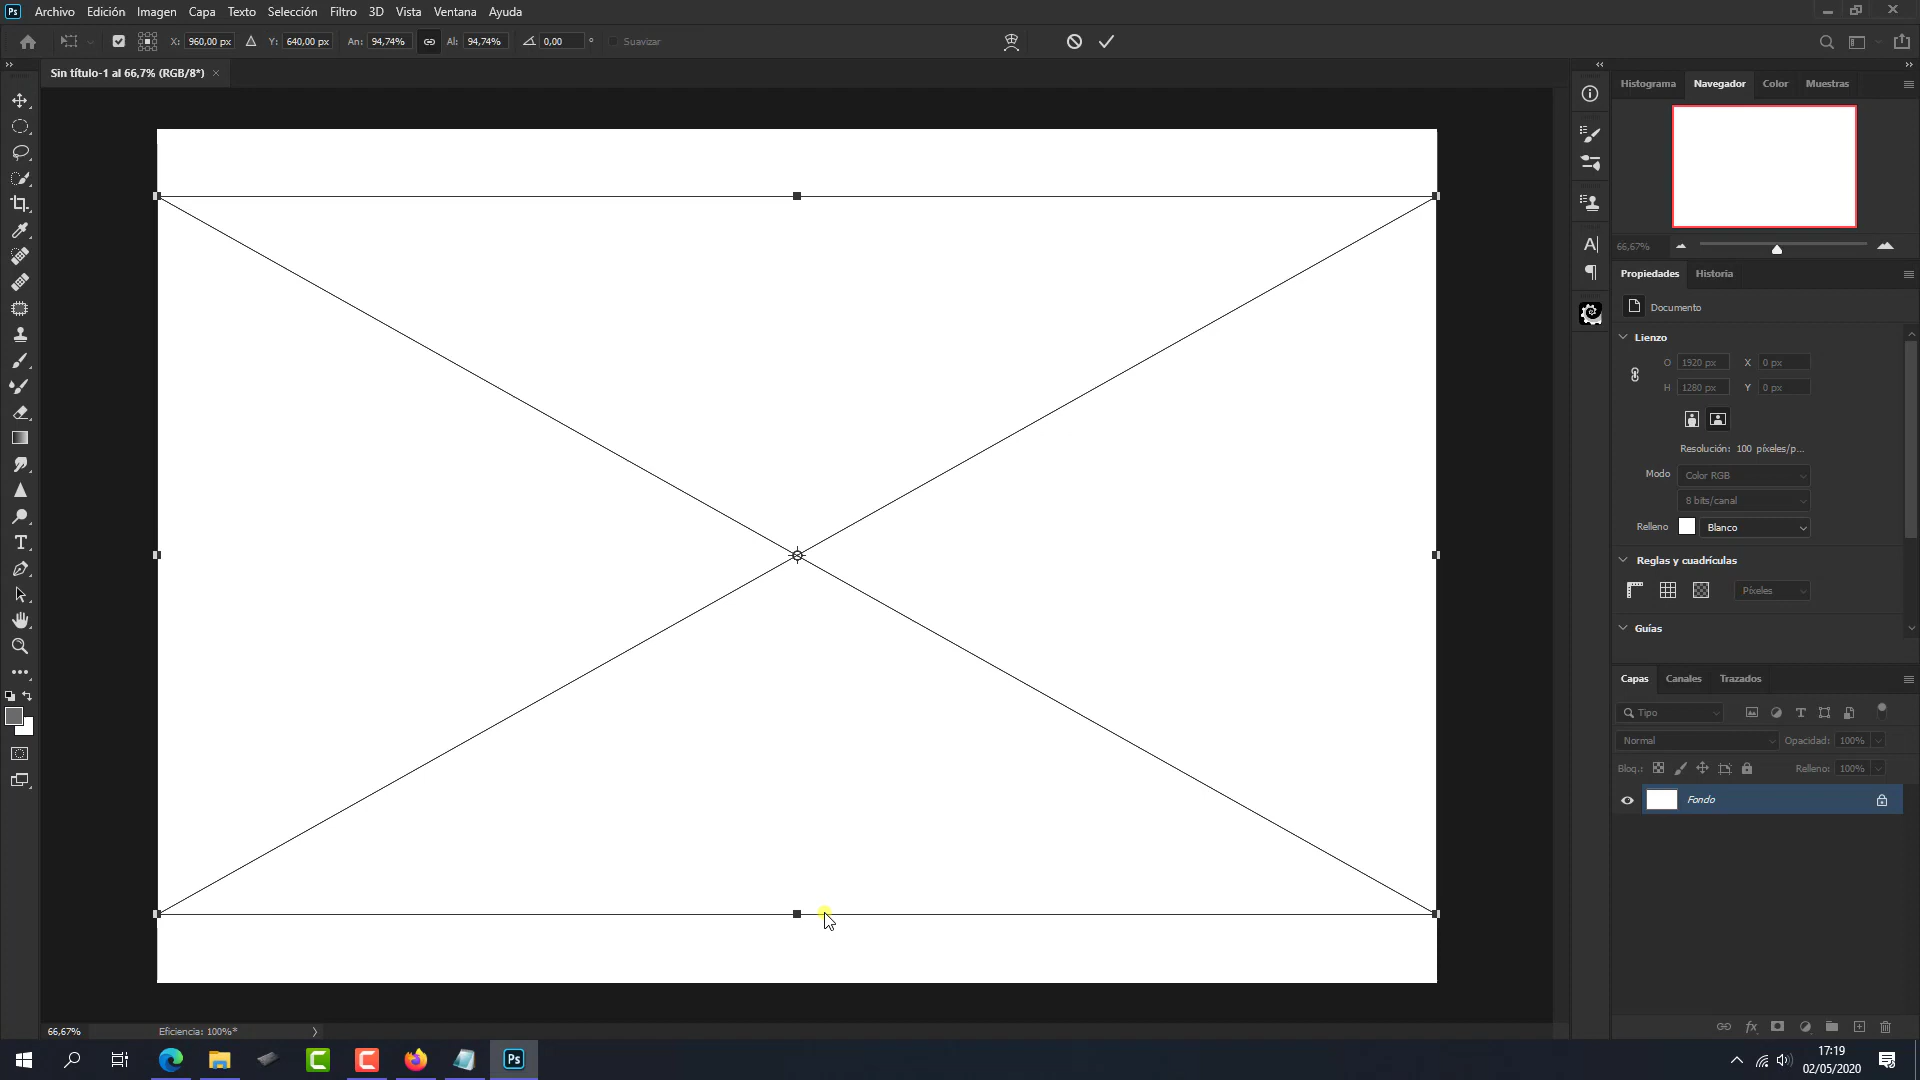 Ps Archivo Edición Imagen Capa Texto Selección Filtro 3D Vista Ventana Ayuda
X: 960,00 px Y: 640,00 px An: 94,74% Al: 94,74% 0,00 ° Suavizar
Sin título-1 al 66,7% (RGB/8*) ×
Histograma Navegador Color Muestras
66,67%
Propiedades Historia
Documento
Lienzo
O 1920 px X 0 px
H 1280 px Y 0 px
Resolución: 100 píxeles/p...
Modo Color RGB
8 bits/canal
Relleno Blanco
Reglas y cuadrículas
Píxeles
Guías
Capas Canales Trazados
Tipo
Normal Opacidad: 100%
Bloq.: Relleno: 100%
Fondo
66,67% Eficiencia: 100%*
Ps
17:19
02/05/2020